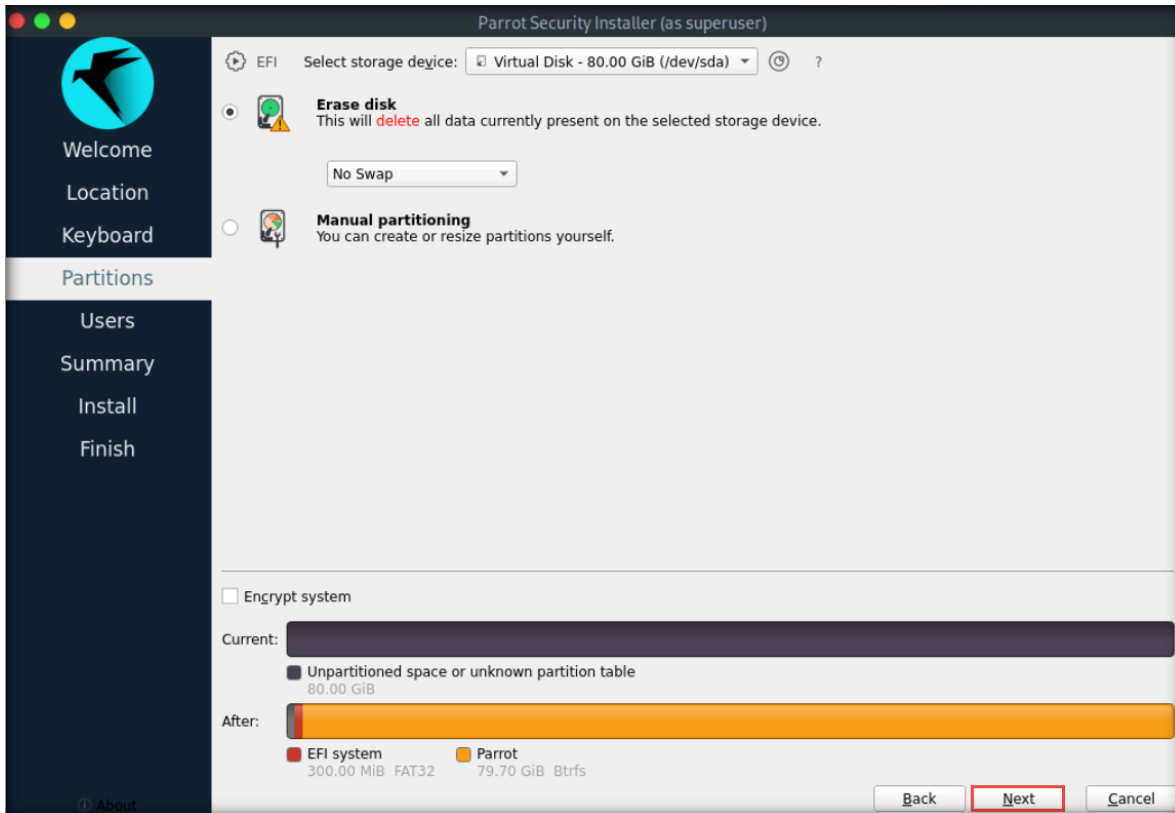 Parrot Security Installer (as superuser)
EFI Select storage device: Virtual Disk - 80.00 GiB (/dev/sda) ?
Erase disk
This will delete all data currently present on the selected storage device.
No Swap
Manual partitioning
You can create or resize partitions yourself.
Welcome
Location
Keyboard
Partitions
Users
Summary
Install
Finish
Encrypt system
Current:
Unpartitioned space or unknown partition table
80.00 GiB
After:
EFI system Parrot
300.00 MiB FAT32 79.70 GiB Btrfs
About
Back Next Cancel